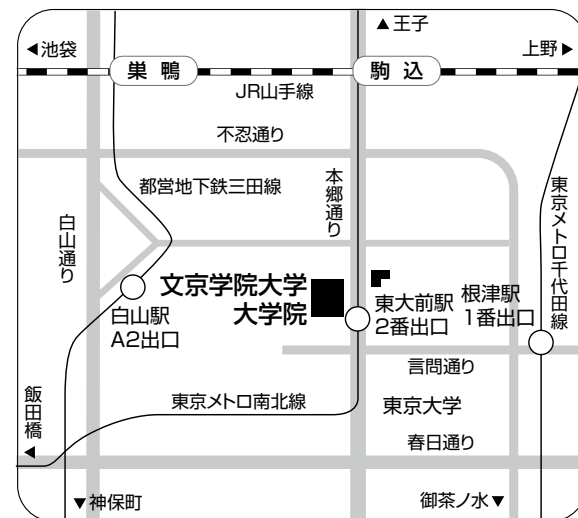 ▲王子
◀池袋
上野▶
巣鴨
駒込
JR山手線
不忍通り
都営地下鉄三田線
本郷通り
東京メトロ千代田線
白山通り
文京学院大学
大学院
東大前駅
2番出口
根津駅
1番出口
白山駅
A2出口
言問通り
飯田橋
◀
東京メトロ南北線
東京大学
春日通り
▼神保町
御茶ノ水▼